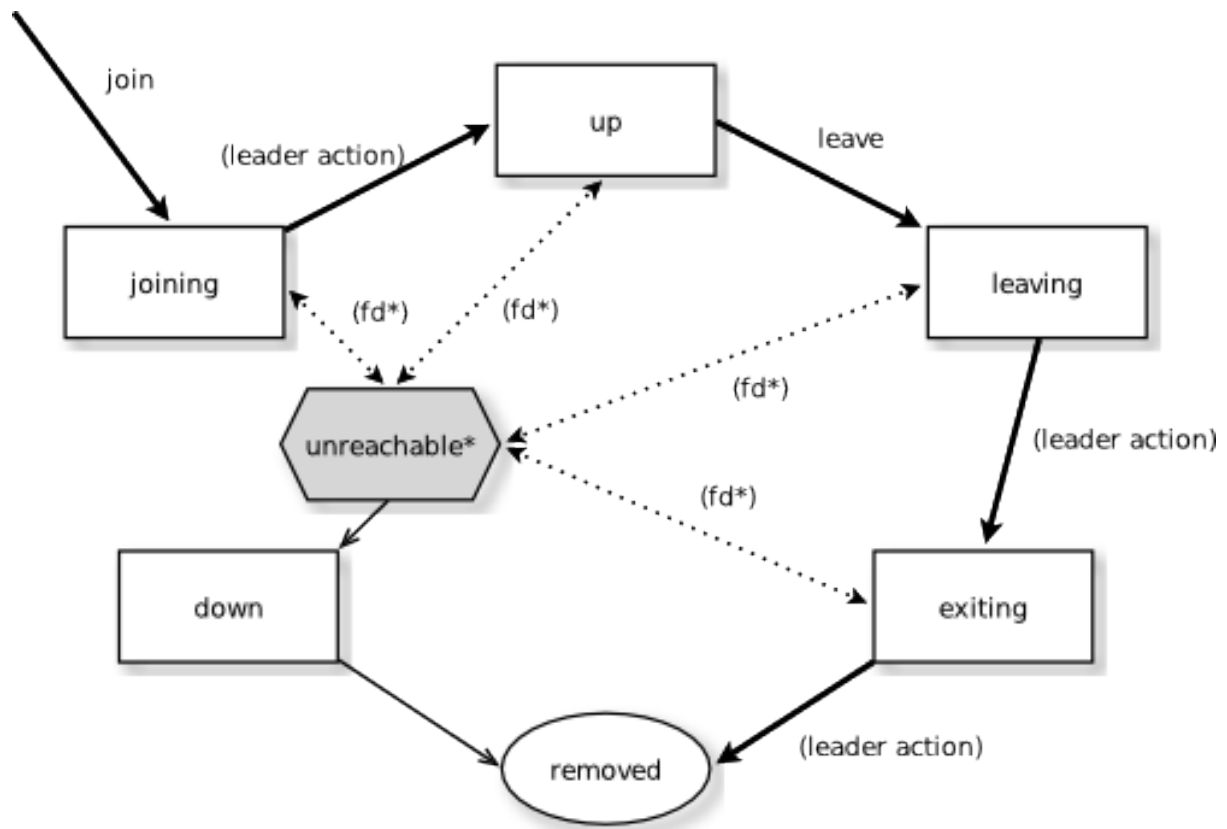 join
up
(leader action)
leave
joining
leaving
(fd*)
(fd*)
(fd*)
unreachable*
(leader action)
(fd*)
down
exiting
(leader action)
removed